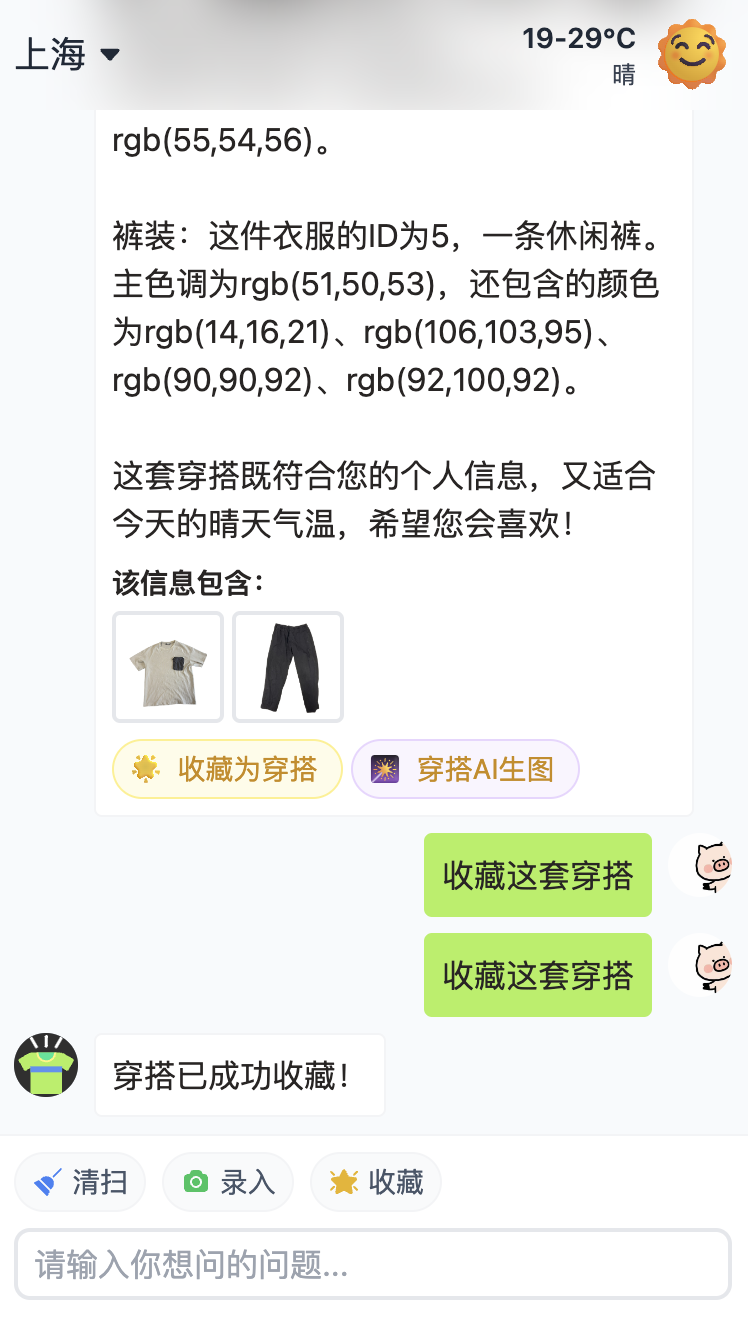 上海
19-29°C
晴
rgb(55,54,56)。
裤装：这件衣服的ID为5，一条休闲裤。
主色调为rgb(51,50,53)，还包含的颜色
为rgb(14,16,21)、rgb(106,103,95)、
rgb(90,90,92)、rgb(92,100,92)。
这套穿搭既符合您的个人信息，又适合
今天的晴天气温，希望您会喜欢！
该信息包含：
收藏为穿搭
穿搭AI生图
收藏这套穿搭
收藏这套穿搭
穿搭已成功收藏！
清扫
录入
收藏
请输入你想问的问题...